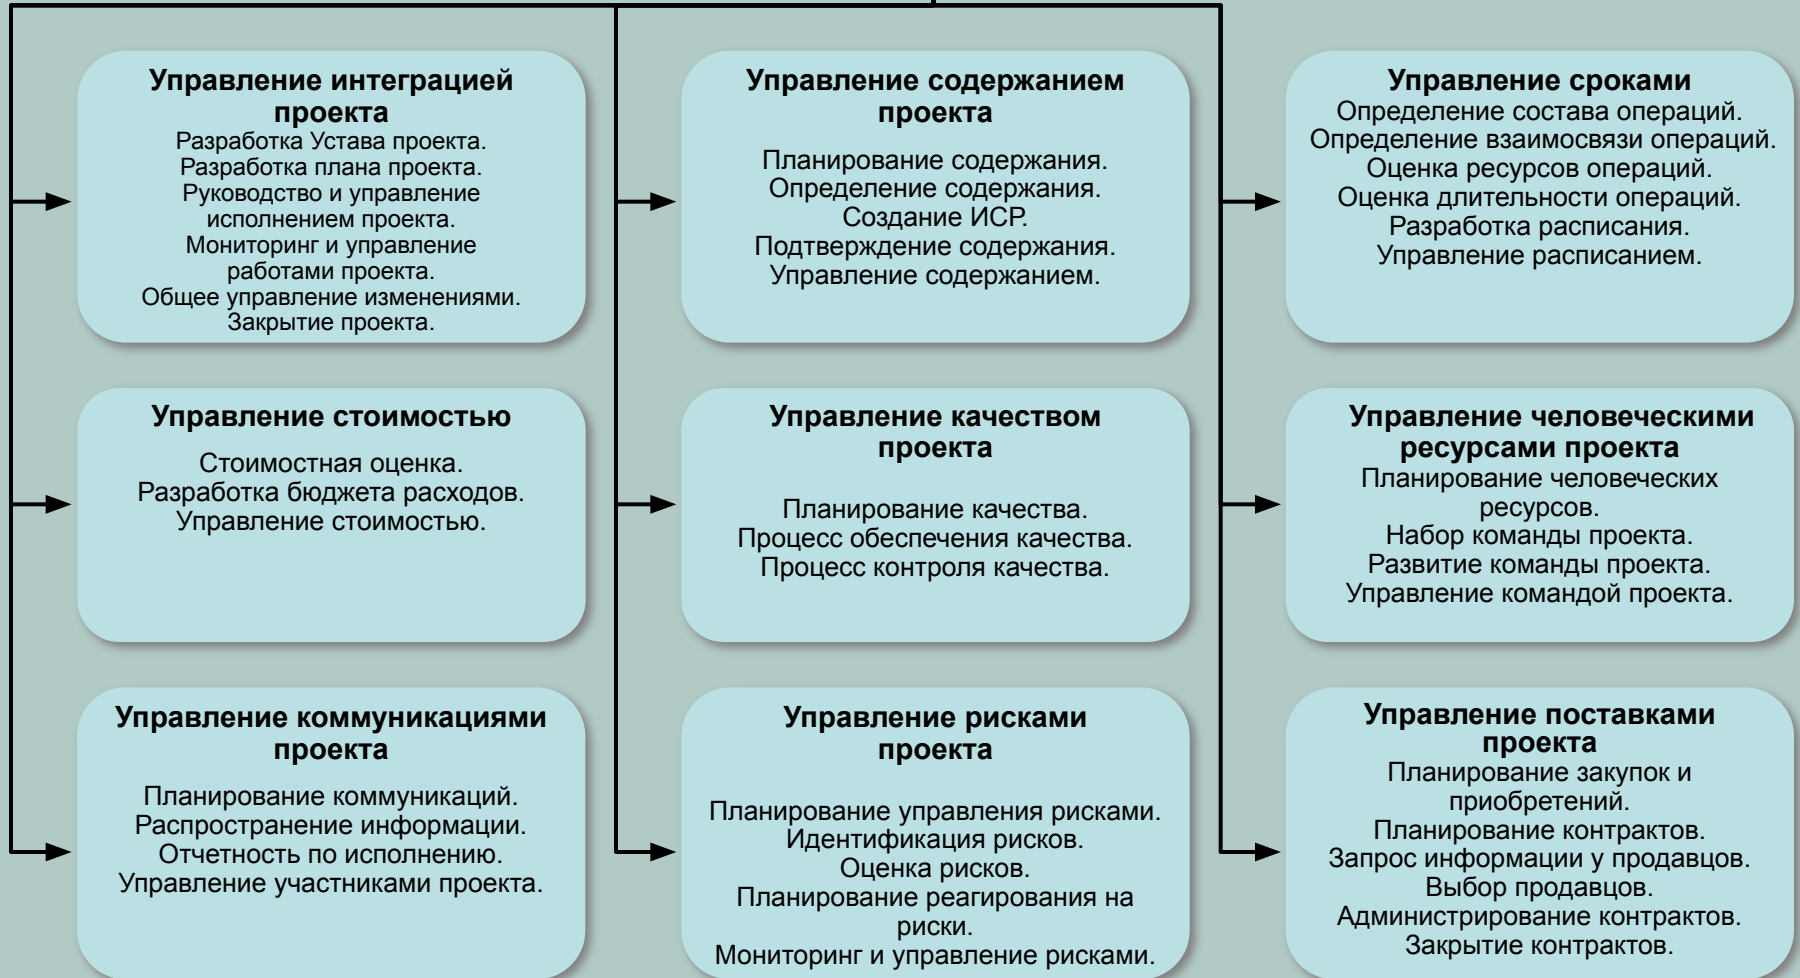 Управление интеграцией
проекта
Разработка Устава проекта.
Разработка плана проекта.
Руководство и управление
исполнением проекта.
Мониторинг и управление
работами проекта.
Общее управление изменениями.
Закрытие проекта.
Управление содержанием
проекта
Планирование содержания.
Определение содержания.
Создание ИСР.
Подтверждение содержания.
Управление содержанием.
Управление сроками
Определение состава операций.
Определение взаимосвязи операций.
Оценка ресурсов операций.
Оценка длительности операций.
Разработка расписания.
Управление расписанием.
Управление стоимостью
Стоимостная оценка.
Разработка бюджета расходов.
Управление стоимостью.
Управление качеством
проекта
Планирование качества.
Процесс обеспечения качества.
Процесс контроля качества.
Управление человеческими
ресурсами проекта
Планирование человеческих
ресурсов.
Набор команды проекта.
Развитие команды проекта.
Управление командой проекта.
Управление коммуникациями
проекта
Планирование коммуникаций.
Распространение информации.
Отчетность по исполнению.
Управление участниками проекта.
Управление рисками
проекта
Планирование управления рисками.
Идентификация рисков.
Оценка рисков.
Планирование реагирования на
риски.
Мониторинг и управление рисками.
Управление поставками
проекта
Планирование закупок и
приобретений.
Планирование контрактов.
Запрос информации у продавцов.
Выбор продавцов.
Администрирование контрактов.
Закрытие контрактов.